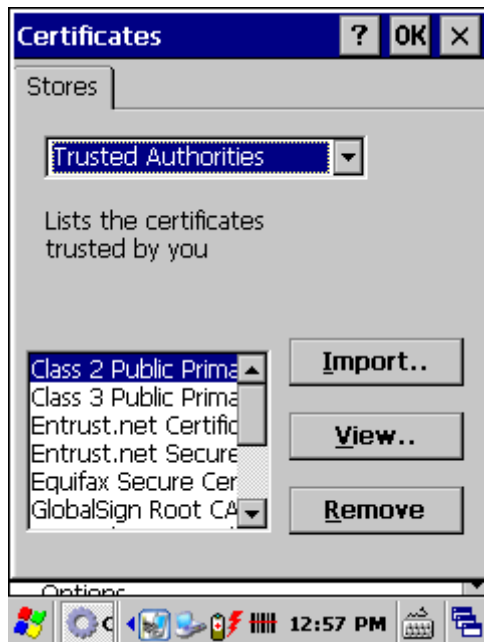 Certificates ? OK ×
Stores
Trusted Authorities
Lists the certificates
trusted by you
Class 2 Public Prima
Class 3 Public Prima
Entrust.net Certific
Entrust.net Secure
Equifax Secure Cer
GlobalSign Root CA
Import..
View..
Remove
Options
12:57 PM